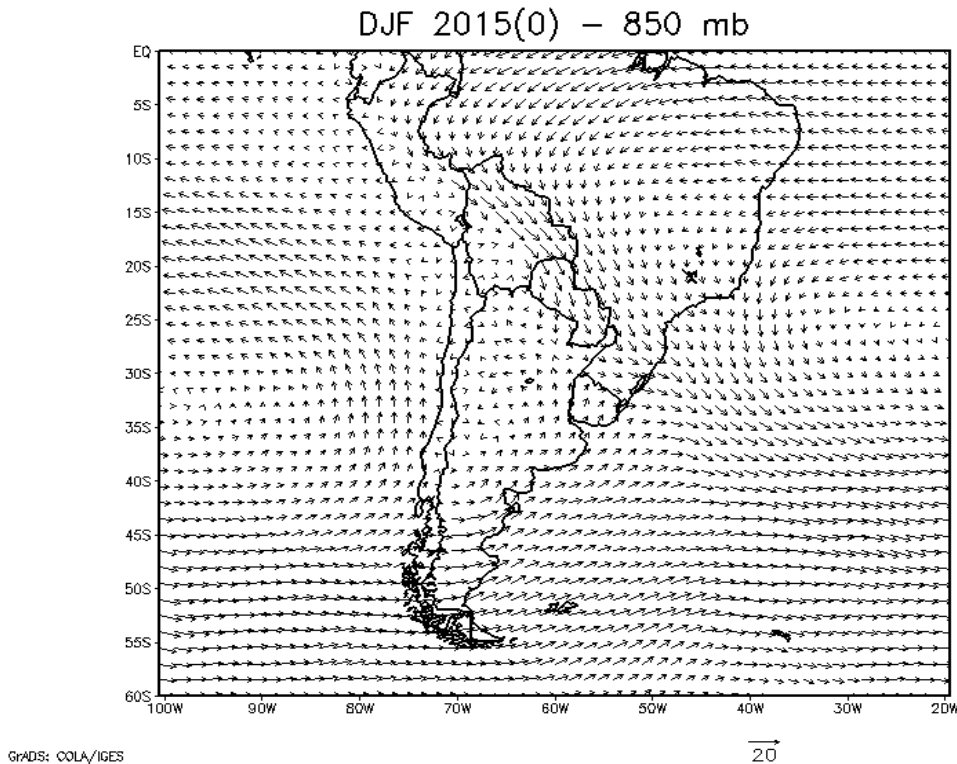 DJF 2015(0) – 850 mb
EQ
5S
10S
15S
20S
25S
30S
35S
40S
45S
50S
55S
60S
100W 90W 80W 70W 60W 50W 40W 30W 20W
20
GrADS: COLA/IGES